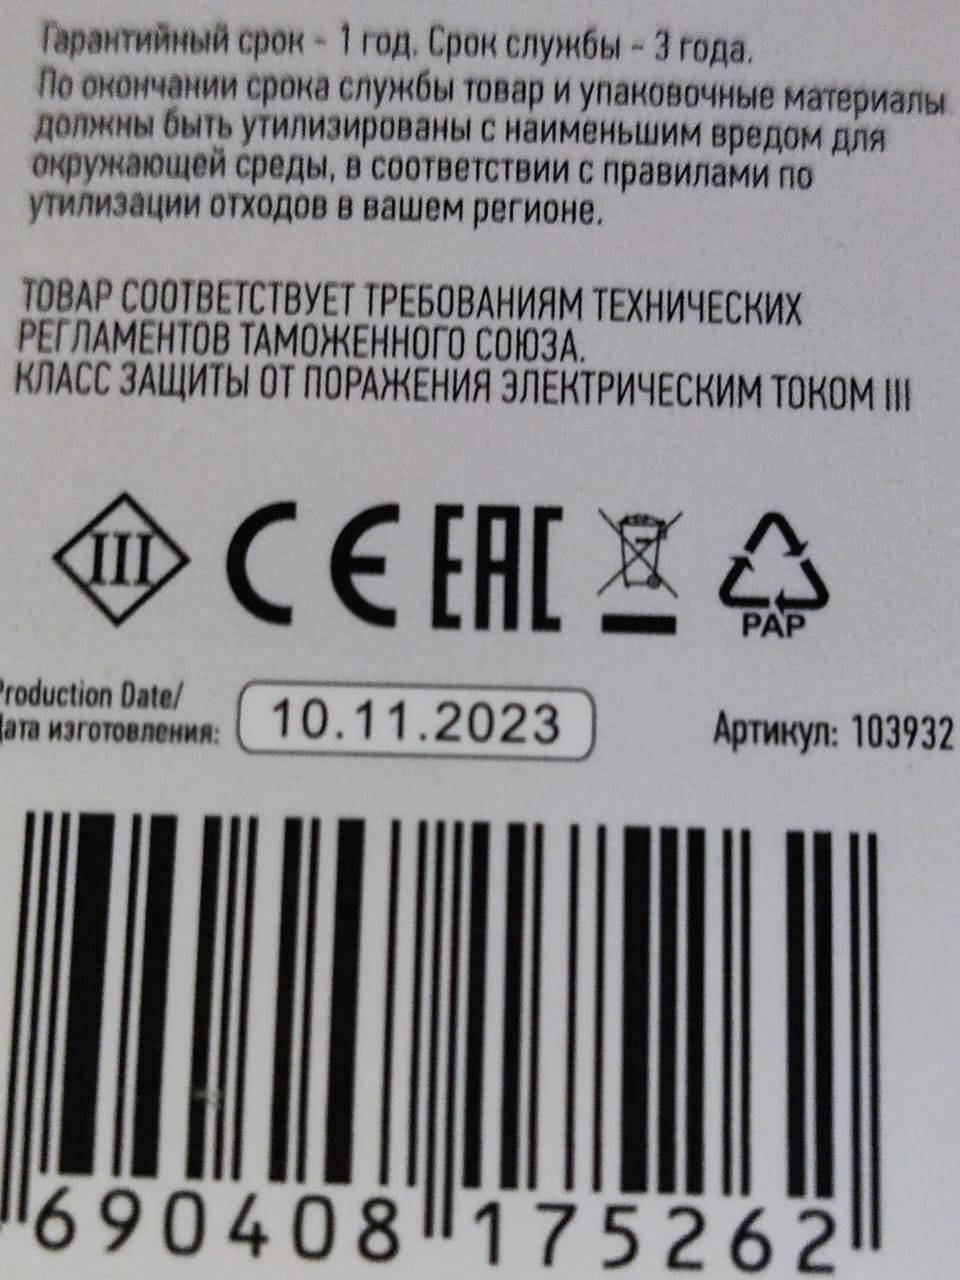 Гарантийный срок - 1 год. Срок службы - 3 года.
По окончании срока службы товар и упаковочные материалы
должны быть утилизированы с наименьшим вредом для
окружающей среды, в соответствии с правилами по
утилизации отходов в вашем регионе.
ТОВАР СООТВЕТСТВУЕТ ТРЕБОВАНИЯМ ТЕХНИЧЕСКИХ
РЕГЛАМЕНТОВ ТАМОЖЕННОГО СОЮЗА.
КЛАСС ЗАЩИТЫ ОТ ПОРАЖЕНИЯ ЭЛЕКТРИЧЕСКИМ ТОКОМ III
III CE EAC
PAP
Production Date/
Дата изготовления: 10.11.2023 Артикул: 103932
690408 175262